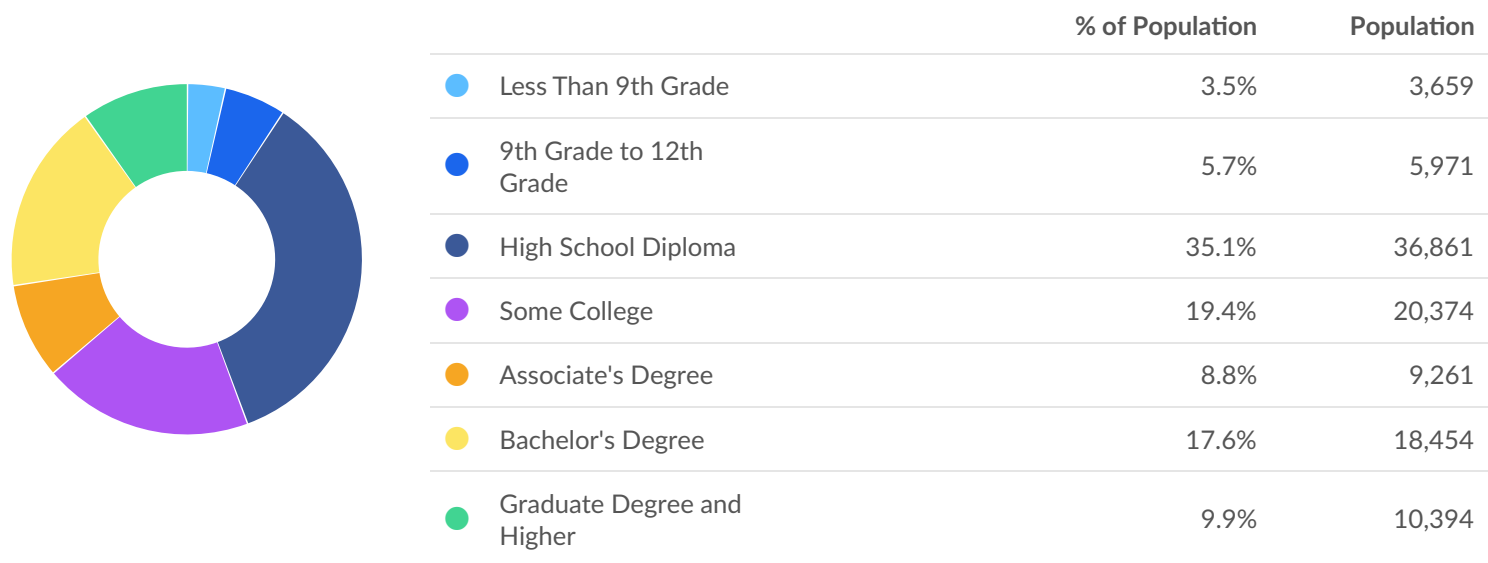 % of Population Population
Less Than 9th Grade 3.5% 3,659
9th Grade to 12th
Grade 5.7% 5,971
High School Diploma 35.1% 36,861
Some College 19.4% 20,374
Associate's Degree 8.8% 9,261
Bachelor's Degree 17.6% 18,454
Graduate Degree and
Higher 9.9% 10,394